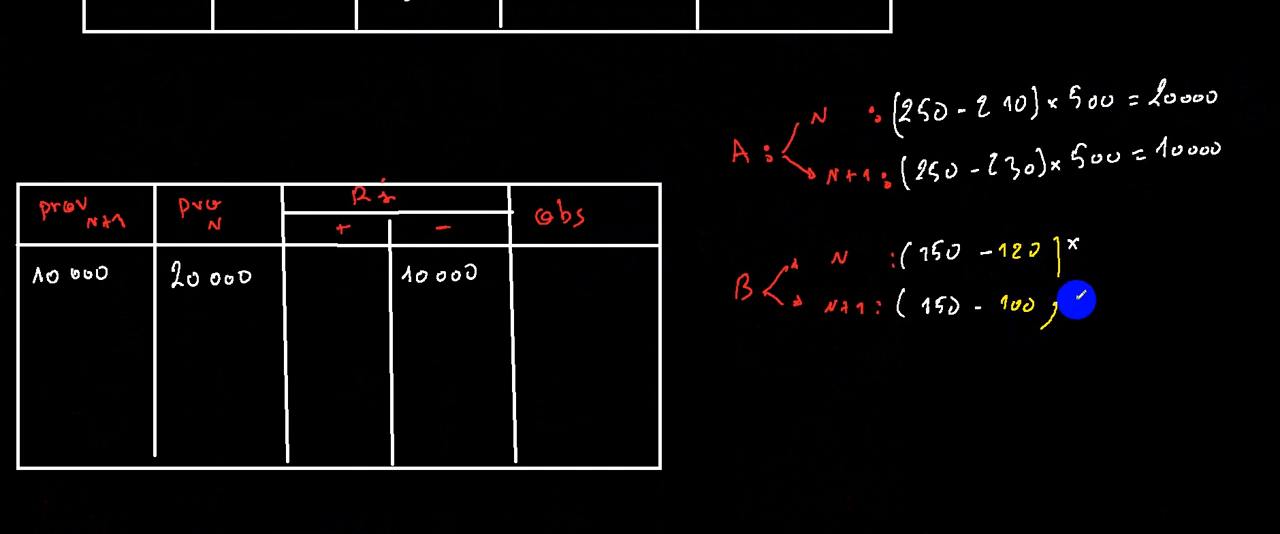 A : N : (250 - 210) × 500 = 20000
N+1 : (250 - 230) × 500 = 10000
prov N+1 pro N + - obs
10 000 20 000 10 000
B N : (150 - 120) ×
N+1 : (150 - 100)